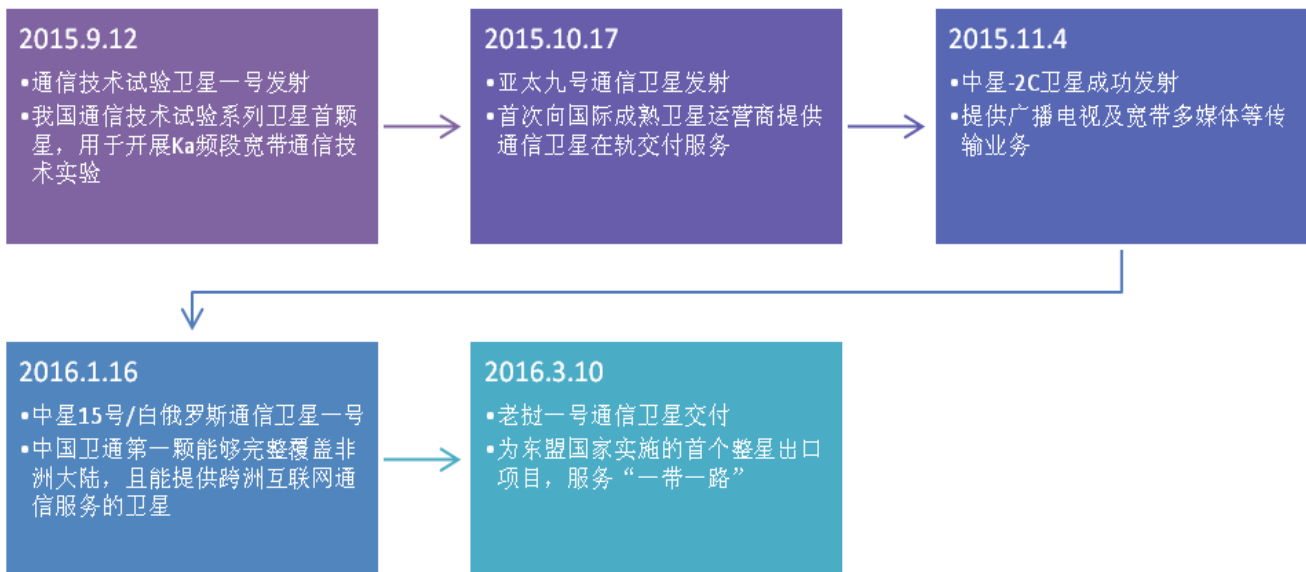 2015.9.12
•通信技术试验卫星一号发射
•我国通信技术试验系列卫星首颗
星，用于开展Ka频段宽带通信技
术实验
2015.10.17
•亚太九号通信卫星发射
•首次向国际成熟卫星运营商提供
通信卫星在轨交付服务
2015.11.4
•中星-2C卫星成功发射
•提供广播电视及宽带多媒体等传
输业务
2016.1.16
•中星15号/白俄罗斯通信卫星一号
•中国卫通第一颗能够完整覆盖非
洲大陆，且能提供跨洲互联网通
信服务的卫星
2016.3.10
•老挝一号通信卫星交付
•为东盟国家实施的首个整星出口
项目，服务“一带一路”